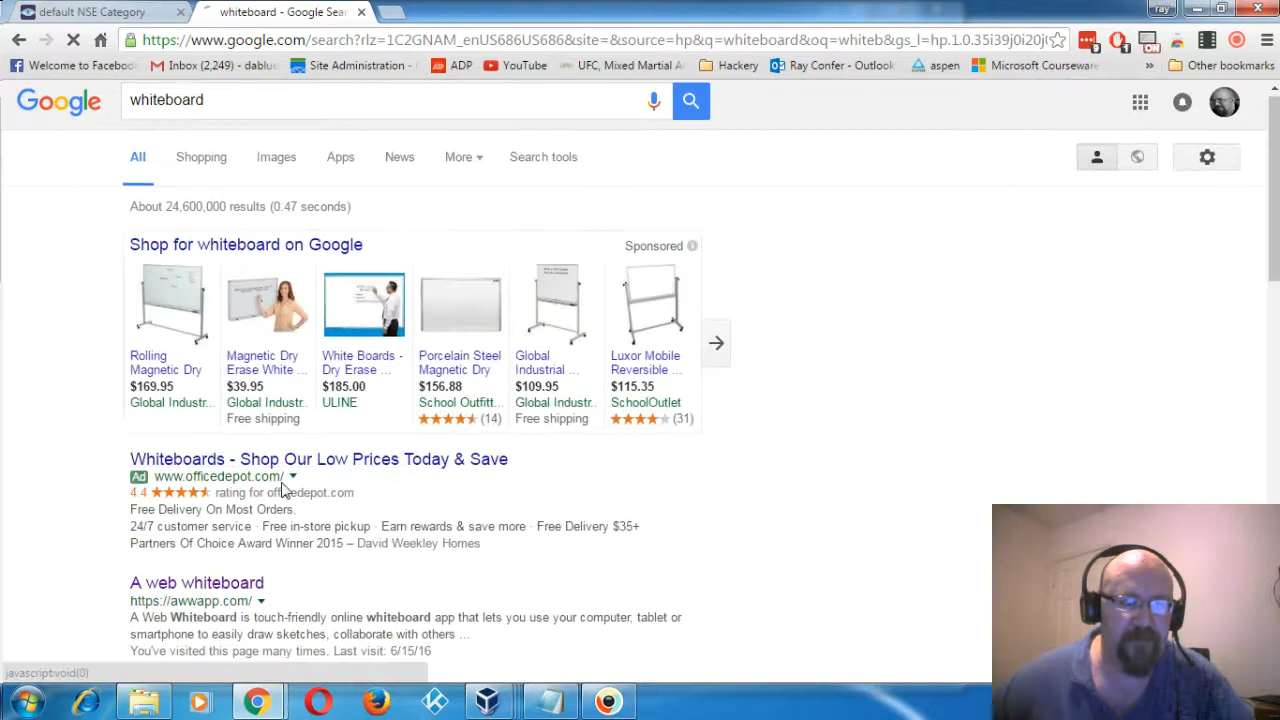 default NSE Category
whiteboard - Google Sear
ray
https://www.google.com/search?rlz=1C2GNAM_enUS686US686&site=&source=hp&q=whiteboard&oq=whiteb&gs_l=hp.1.0.35i39j0i20j
ON
Welcome to Faceboo
Inbox (2,249) - dablue
Site Administration -
ADP
YouTube
UFC, Mixed Martial
Hackery
Ray Confer - Outlook
aspen
Microsoft Coursewa
Other bookmarks
Google
whiteboard
All
Shopping
Images
Apps
News
More
Search tools
About 24,600,000 results (0.47 seconds)
Shop for whiteboard on Google
Sponsored
Rolling Magnetic Dry
$169.95
Global Industr...
Magnetic Dry Erase White ...
$39.95
Global Industr..
Free shipping
White Boards - Dry Erase ...
$185.00
ULINE
Porcelain Steel Magnetic Dry
$156.88
School Outfitt...
(14)
Global Industrial ...
$109.95
Global Industr..
Free shipping
Luxor Mobile Reversible ...
$115.35
SchoolOutlet
(31)
Whiteboards - Shop Our Low Prices Today & Save
Ad www.officedepot.com/
4.4 rating for officedepot.com
Free Delivery On Most Orders.
24/7 customer service · Free in-store pickup · Earn rewards & save more · Free Delivery $35+
Partners Of Choice Award Winner 2015 – David Weekley Homes
A web whiteboard
https://awwapp.com/
A Web Whiteboard is touch-friendly online whiteboard app that lets you use your computer, tablet or
smartphone to easily draw sketches, collaborate with others ...
You've visited this page many times. Last visit: 6/15/16
javascript:void(0)